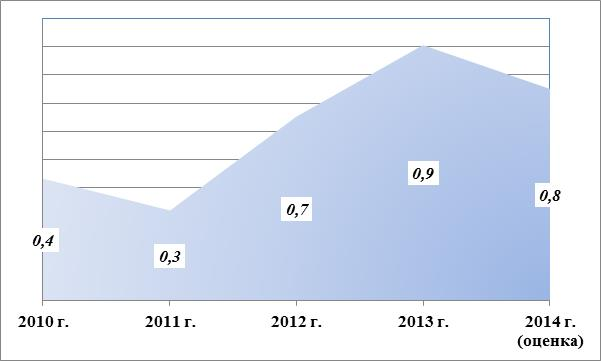 0,4
0,3
0,7
0,9
0,8
2010 г.
2011 г.
2012 г.
2013 г.
2014 г.
(оценка)